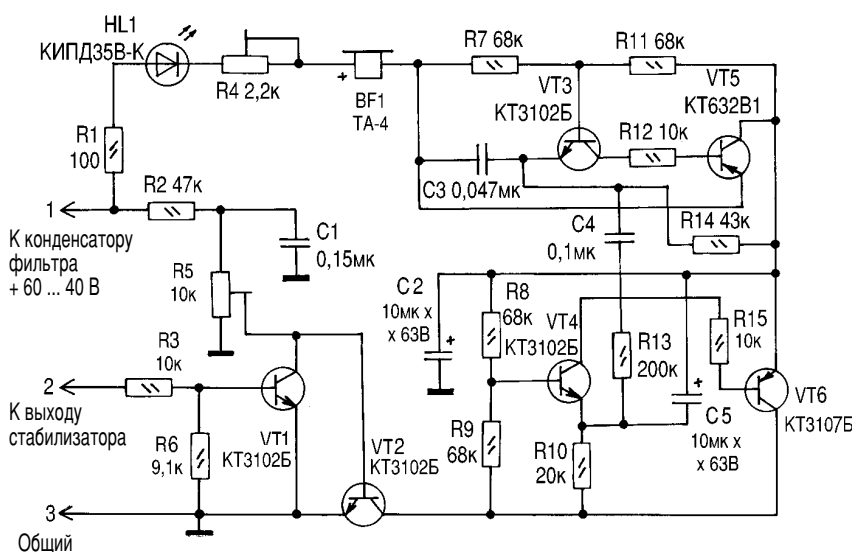 HL1
КИПД35В-К
R4 2,2к
BF1
ТА-4
R7 68к
R11 68к
VT3
КТ3102Б
VT5
КТ632В1
R12 10к
R1
100
C3 0,047мк
R14 43к
1
R2 47к
К конденсатору
фильтра
+ 60 ... 40 В
C1
0,15мк
C4
0,1мк
R5
10к
C2
10мк х
х 63В
R8
68к
VT4
КТ3102Б
R13
200к
R15
10к
R3
10к
2
К выходу
стабилизатора
R6
9,1к
VT1
КТ3102Б
VT2
КТ3102Б
R9
68к
R10
20к
C5
10мк х
х 63В
VT6
КТ3107Б
3
Общий